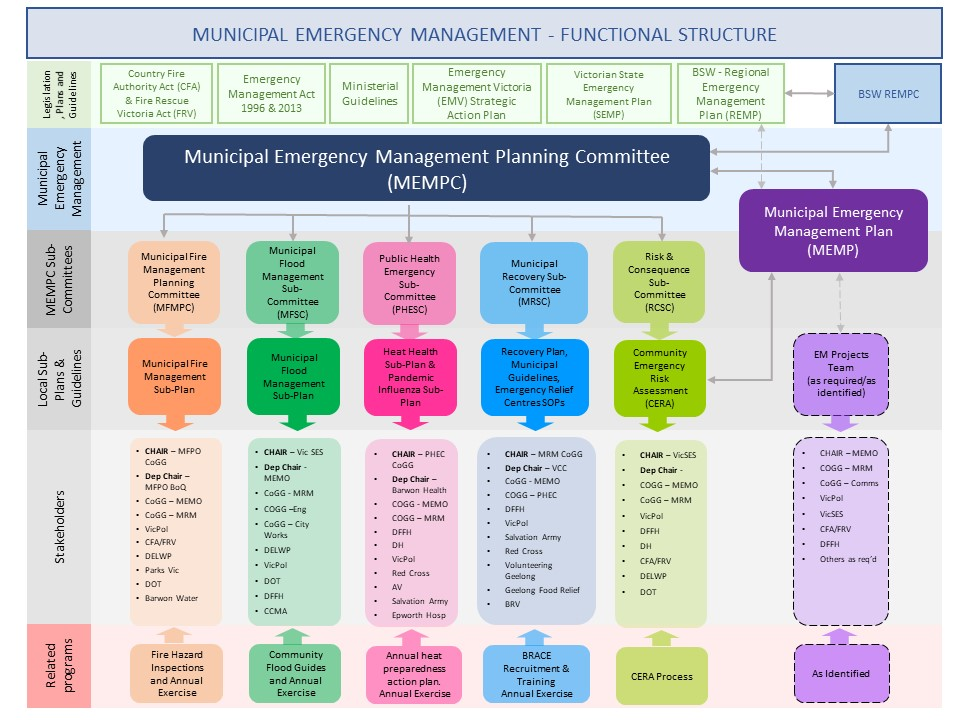 MUNICIPAL EMERGENCY MANAGEMENT - FUNCTIONAL STRUCTURE
Legislation
, Plans and
Guidelines
Country Fire
Authority Act (CFA)
& Fire Rescue
Victoria Act (FRV)
Emergency
Management Act
1996 & 2013
Ministerial
Guidelines
Emergency
Management Victoria
(EMV) Strategic
Action Plan
Victorian State
Emergency
Management Plan
(SEMP)
BSW - Regional
Emergency
Management
Plan (REMP)
BSW REMPC
Municipal
Emergency
Management
Municipal Emergency Management Planning Committee
(MEMPC)
Municipal Emergency
Management Plan
(MEMP)
MEMPC Sub-
Committees
Municipal Fire
Management
Planning
Committee
(MFMPC)
Municipal
Flood
Management
Sub-
Committee
(MFSC)
Public Health
Emergency
Sub-
Committee
(PHESC)
Municipal
Recovery Sub-
Committee
(MRSC)
Risk &
Consequence
Sub-
Committee
(RCSC)
Local Sub-
Plans &
Guidelines
Municipal Fire
Management
Sub-Plan
Municipal
Flood
Management
Sub-Plan
Heat Health
Sub-Plan &
Pandemic
Influenza Sub-
Plan
Recovery Plan,
Municipal
Guidelines,
Emergency Relief
Centres SOPs
Community
Emergency
Risk
Assessment
(CERA)
EM Projects
Team
(as required/as
identified)
Stakeholders
• CHAIR – MFPO
CoGG
• Dep Chair –
MFPO BoQ
• CoGG – MEMO
• CoGG – MRM
• VicPol
• CFA/FRV
• DELWP
• Parks Vic
• DOT
• Barwon Water
• CHAIR – Vic SES
• Dep Chair -
MEMO
• CoGG - MRM
• COGG –Eng
• CoGG – City
Works
• DELWP
• VicPol
• DOT
• DFFH
• CCMA
• CHAIR – PHEC
CoGG
• Dep Chair –
Barwon Health
• COGG - MEMO
• COGG – MRM
• DFFH
• DH
• VicPol
• Red Cross
• AV
• Salvation Army
• Epworth Hosp
• CHAIR – MRM CoGG
• Dep Chair – VCC
• CoGG - MEMO
• COGG – PHEC
• DFFH
• VicPol
• Salvation Army
• Red Cross
• Volunteering
Geelong
• Geelong Food Relief
• BRV
• CHAIR – VicSES
• Dep Chair -
• COGG – MEMO
• CoGG – MRM
• VicPol
• DFFH
• DH
• CFA/FRV
• DELWP
• DOT
• CHAIR – MEMO
• COGG – MRM
• CoGG – Comms
• VicPol
• VicSES
• CFA/FRV
• DFFH
• Others as req’d
Related
programs
Fire Hazard
Inspections
and Annual
Exercise
Community
Flood Guides
and Annual
Exercise
Annual heat
preparedness
action plan.
Annual Exercise
BRACE
Recruitment &
Training
Annual Exercise
CERA Process
As Identified